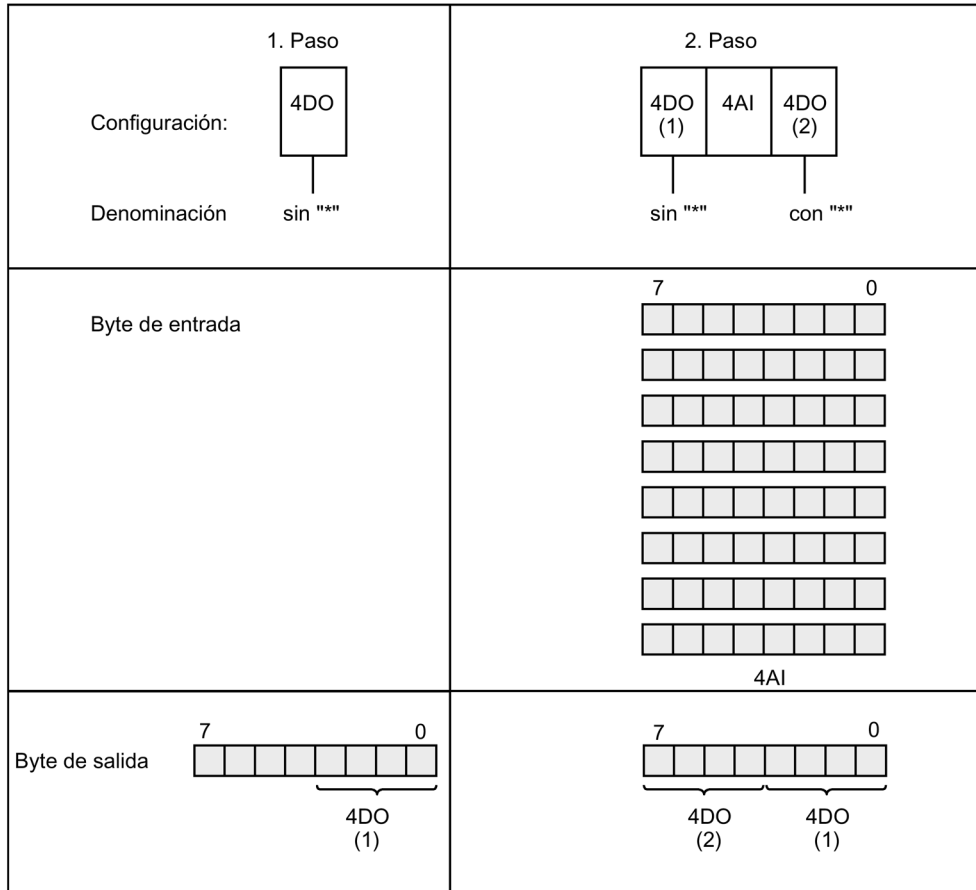 1. Paso
2. Paso
Configuración:
4DO
4DO
(1)
4AI
4DO
(2)
Denominación
sin "*"
sin "*"
con "*"
Byte de entrada
7
0
4AI
Byte de salida
7
0
4DO
(1)
7
0
4DO
(2)
4DO
(1)